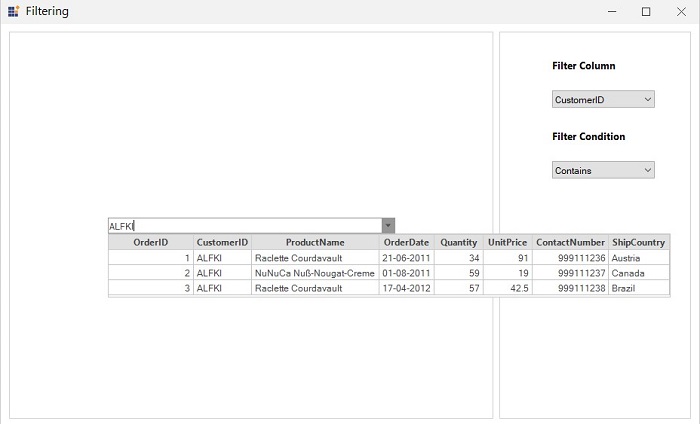 Filtering
Filter Column
CustomerID
Filter Condition
Contains
ALFKI
OrderID CustomerID ProductName OrderDate Quantity UnitPrice ContactNumber ShipCountry
1 ALFKI Raclette Courdavault 21-06-2011 34 91 999111236 Austria
2 ALFKI NuNuCa Nuß-Nougat-Creme 01-08-2011 59 19 999111237 Canada
3 ALFKI Raclette Courdavault 17-04-2012 57 42.5 999111238 Brazil